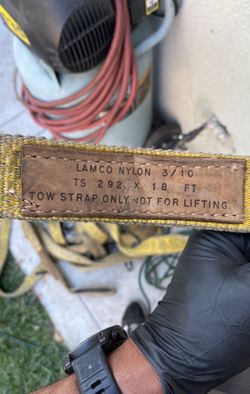 LAMCO NYLON 3/10
TS 292 X 18 FT
TOW STRAP ONLY NOT FOR LIFTING